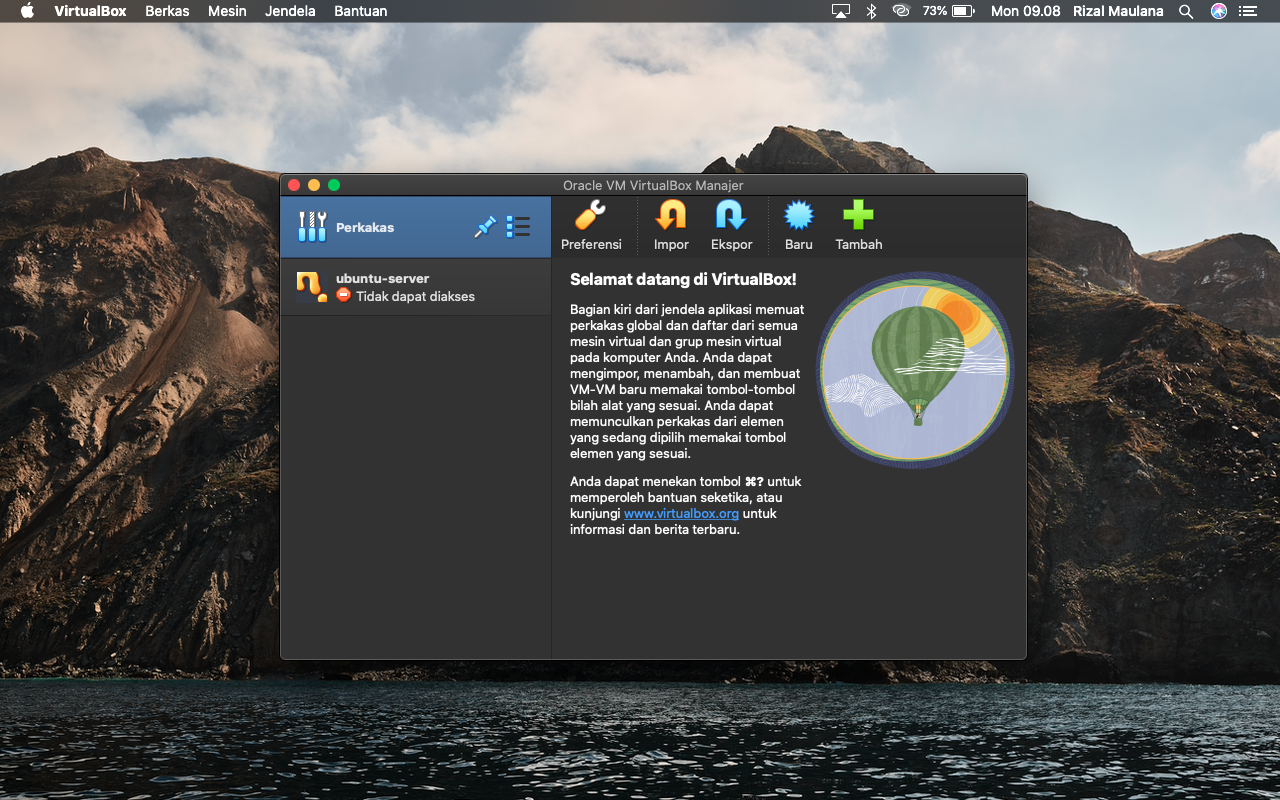 VirtualBox Berkas Mesin Jendela Bantuan 73% Mon 09.08 Rizal Maulana
Oracle VM VirtualBox Manajer
Perkakas
ubuntu-server
Tidak dapat diakses
Preferensi Impor Ekspor Baru Tambah
Selamat datang di VirtualBox!
Bagian kiri dari jendela aplikasi memuat
perkakas global dan daftar dari semua
mesin virtual dan grup mesin virtual
pada komputer Anda. Anda dapat
mengimpor, menambah, dan membuat
VM-VM baru memakai tombol-tombol
bilah alat yang sesuai. Anda dapat
memunculkan perkakas dari elemen
yang sedang dipilih memakai tombol
elemen yang sesuai.
Anda dapat menekan tombol ⌘? untuk
memperoleh bantuan seketika, atau
kunjungi www.virtualbox.org untuk
informasi dan berita terbaru.